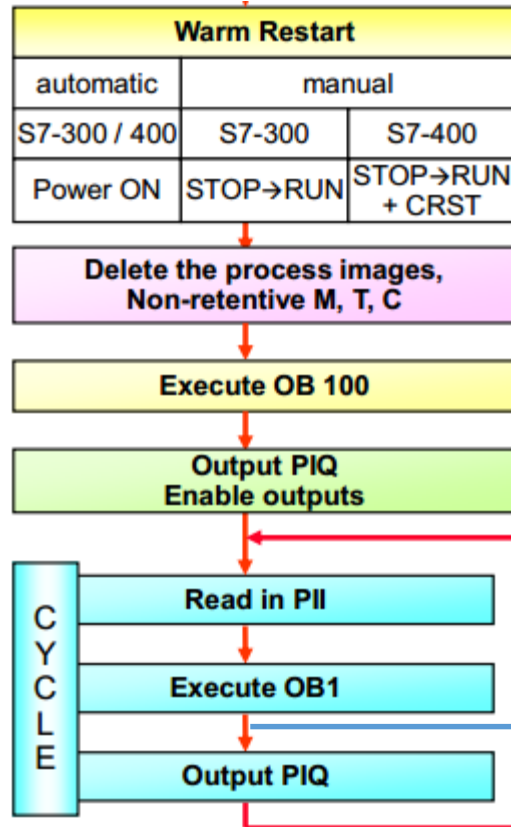 Warm Restart
automatic manual
S7-300 / 400 S7-300 S7-400
Power ON STOP→RUN STOP→RUN
+ CRST
Delete the process images,
Non-retentive M, T, C
Execute OB 100
Output PIQ
Enable outputs
CYCLE
Read in PII
Execute OB1
Output PIQ